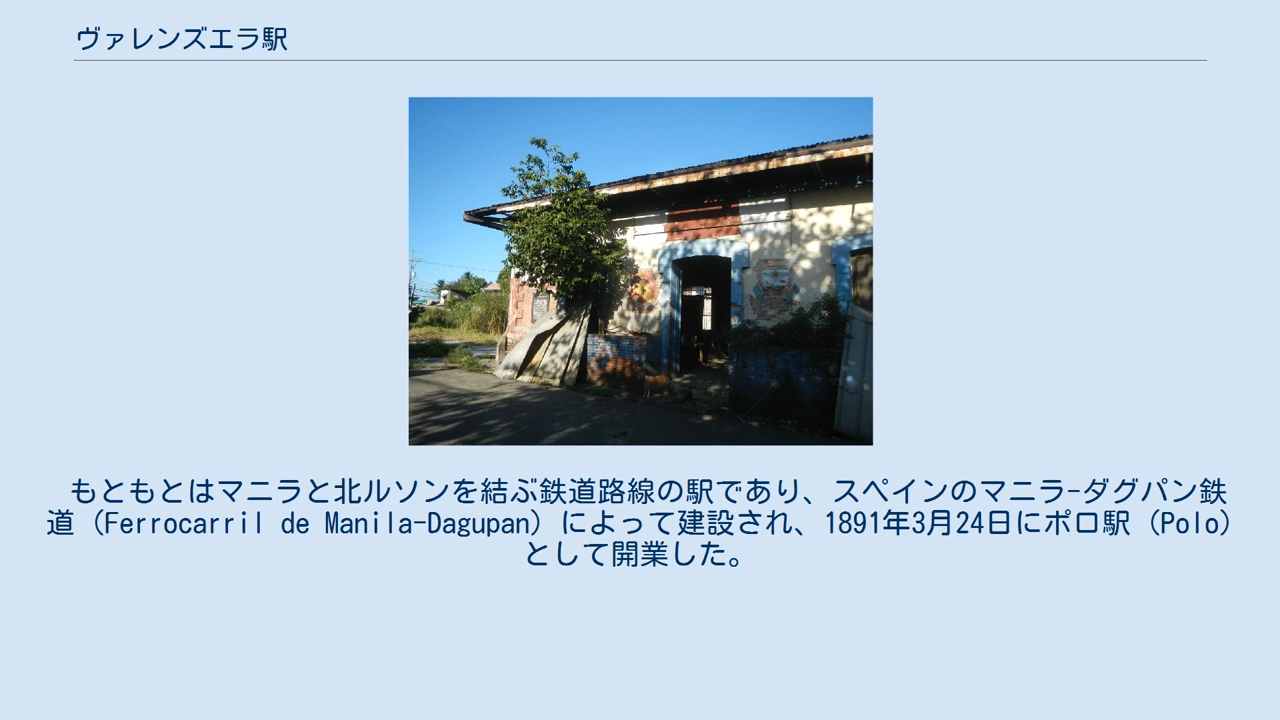 ヴァレンズエラ駅
もともとはマニラと北ルソンを結ぶ鉄道路線の駅であり、スペインのマニラ-ダグパン鉄
道（Ferrocarril de Manila-Dagupan）によって建設され、1891年3月24日にポロ駅（Polo）
として開業した。